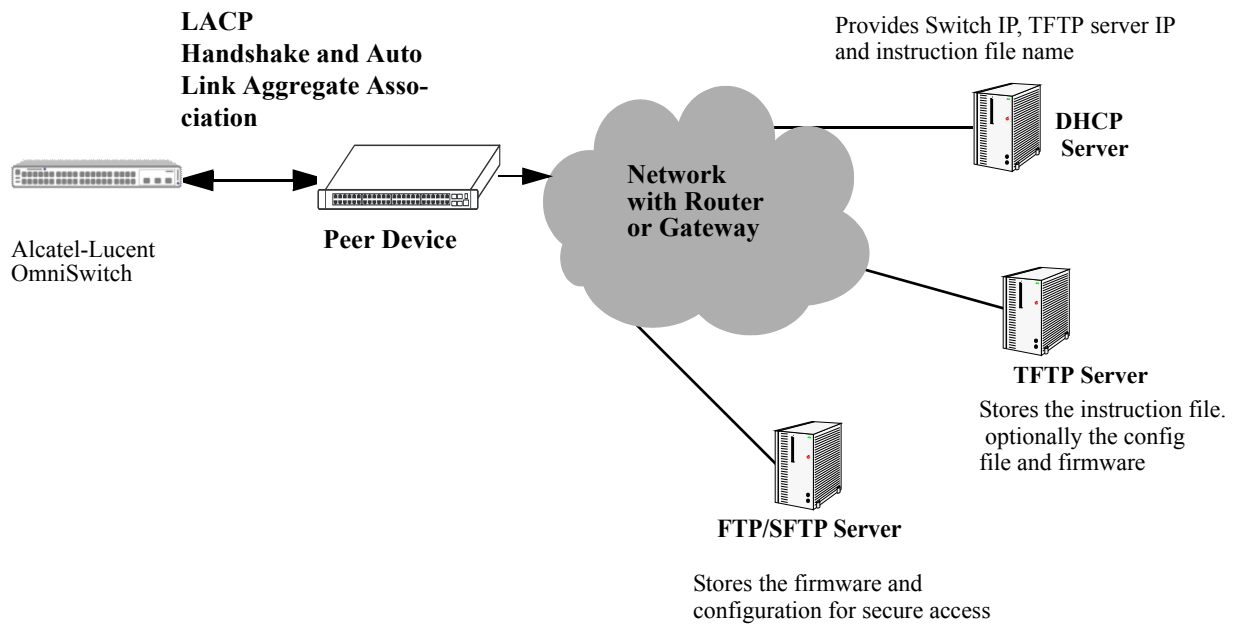 LACP
Handshake and Auto
Link Aggregate Asso-
ciation
Provides Switch IP, TFTP server IP
and instruction file name
DHCP
Server
Network
with Router
or Gateway
Peer Device
Alcatel-Lucent
OmniSwitch
TFTP Server
Stores the instruction file.
optionally the config
file and firmware
FTP/SFTP Server
Stores the firmware and
configuration for secure access